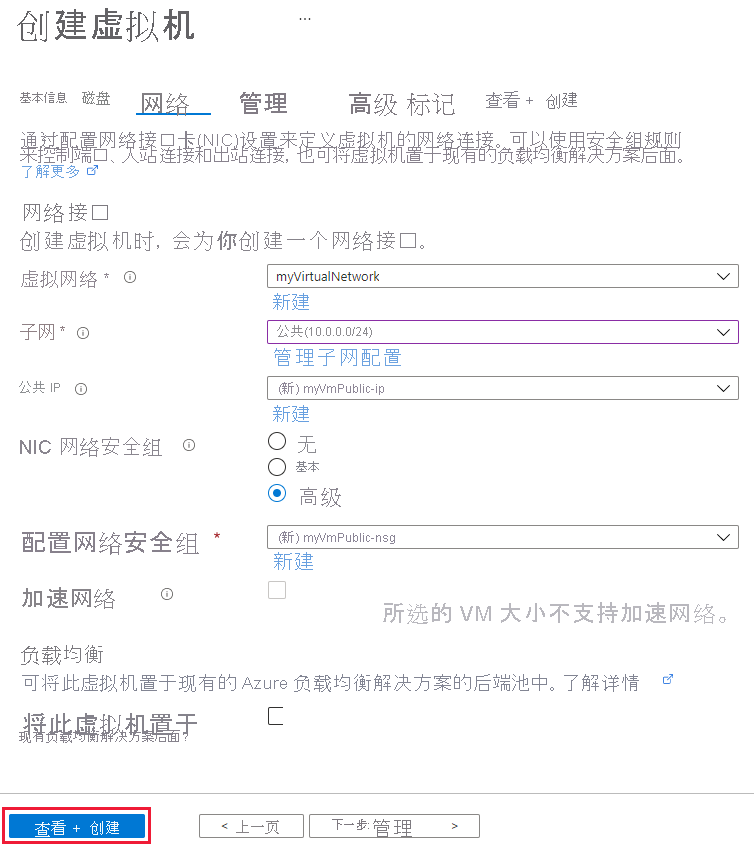 创建虚拟机 ...
基本信息 磁盘 网络 管理 高级 标记 查看 + 创建
通过配置网络接口卡(NIC)设置来定义虚拟机的网络连接。可以使用安全组规则
来控制端口、入站连接和出站连接, 也可将虚拟机置于现有的负载均衡解决方案后面。
了解更多
网络接口
创建虚拟机时, 会为你创建一个网络接口。
虚拟网络 * myVirtualNetwork
新建
子网 * 公共(10.0.0.0/24)
管理子网配置
公共 IP (新) myVmPublic-ip
新建
NIC 网络安全组 无
基本
高级
配置网络安全组 * (新) myVmPublic-nsg
新建
加速网络
所选的 VM 大小不支持加速网络。
负载均衡
可将此虚拟机置于现有的 Azure 负载均衡解决方案的后端池中。了解详情
将此虚拟机置于
现有负载均衡解决方案后面?
查看 + 创建 < 上一页 下一步: 管理 >